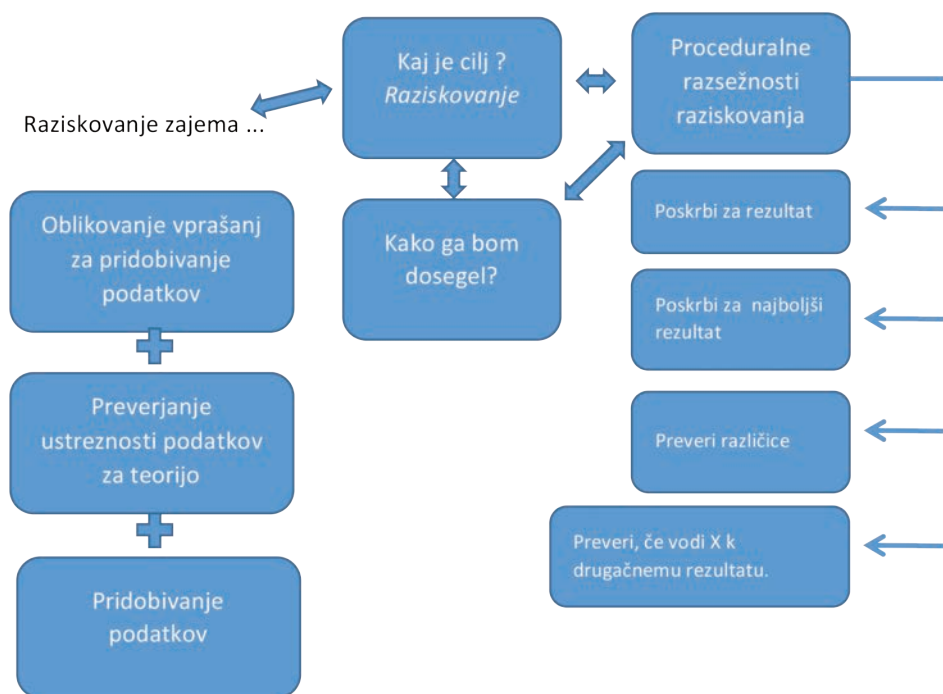 Raziskovanje zajema ...
Oblikovanje vprašanj
za pridobivanje
podatkov
Preverjanje
ustreznosti podatkov
za teorijo
Pridobivanje
podatkov
Kaj je cilj ?
Raziskovanje
Kako ga bom
dosegel?
Proceduralne
razsežnosti
raziskovanja
Poskrbi za rezultat
Poskrbi za najboljši
rezultat
Preveri različice
Preveri, če vodi X k
drugačnemu rezultatu.